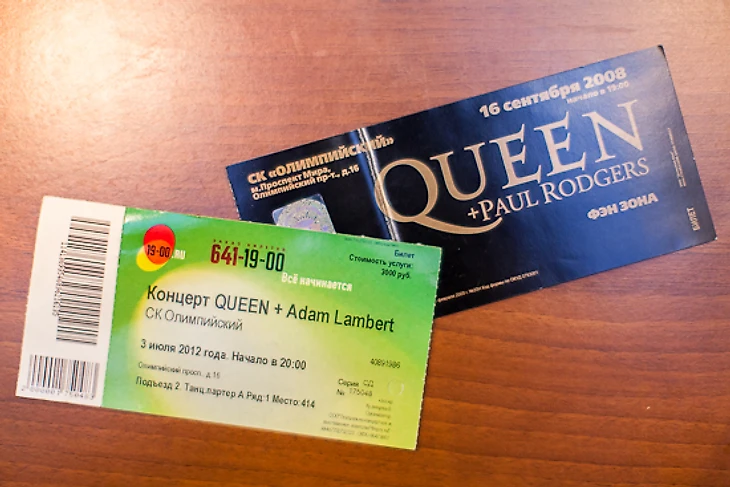 16 сентября 2008
начало в 19:00
СК «ОЛИМПИЙСКИЙ»
м.Проспект Мира,
Олимпийский пр-т., д.16
QUEEN
+PAUL RODGERS
ФЭН ЗОНА
БИЛЕТ
19-00.RU
641-19-00
Всё начинается
Билет
Стоимость услуги:
3000 руб.
Концерт QUEEN + Adam Lambert
СК Олимпийский
3 июля 2012 года. Начало в 20:00
40891986
Олимпийский просп., д.16
Серия СД
№ 175048
Подъезд 2. Танц.партер А Ряд:1 Место:414